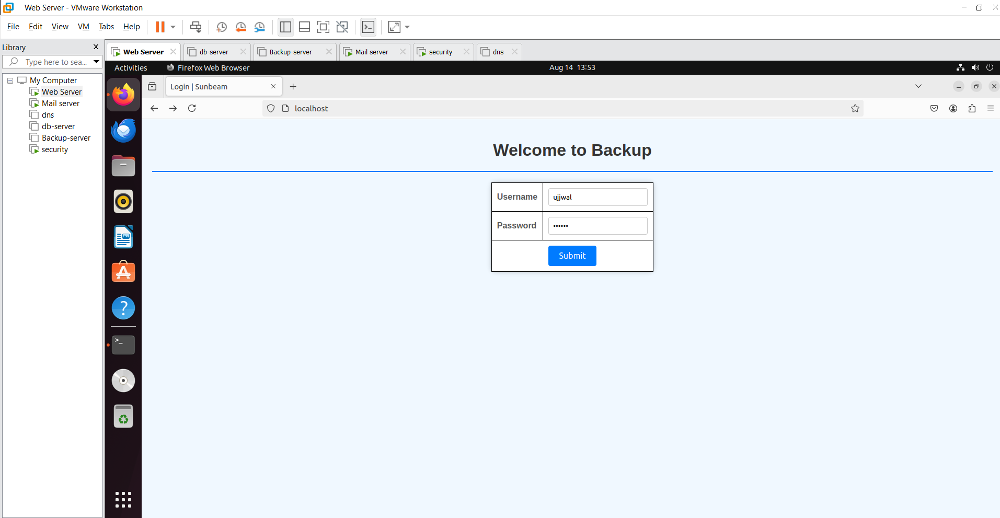 Web Server - VMware Workstation
File Edit View VM Tabs Help
Library
Type here to sea...
My Computer
Web Server
Mail server
dns
db-server
Backup-server
security
Web Server
db-server
Backup-server
Mail server
security
dns
Activities
Firefox Web Browser
Aug 14 13:53
Login | Sunbeam
localhost
Welcome to Backup
Username
ujjwal
Password
••••••
Submit